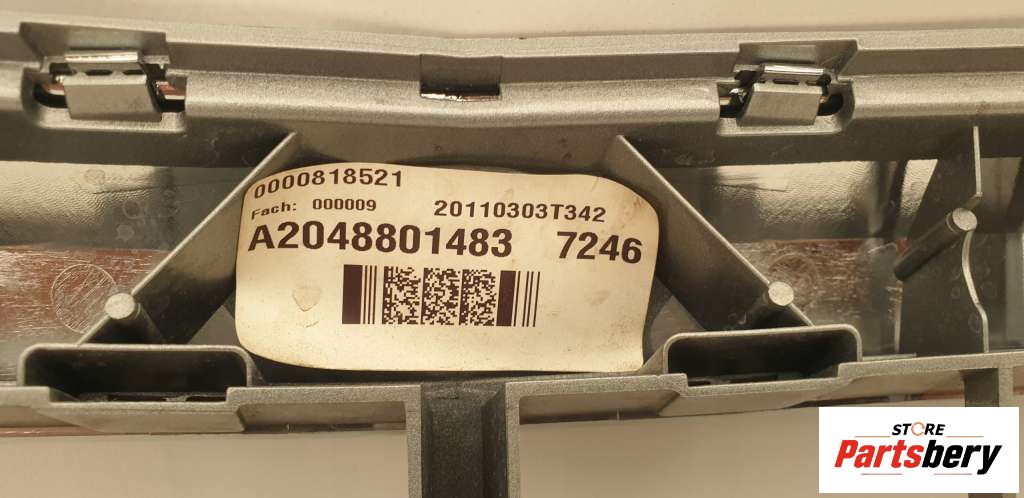 0000818521
Fach: 000009 20110303T342
A2048801483 7246
STORE
Partsbery